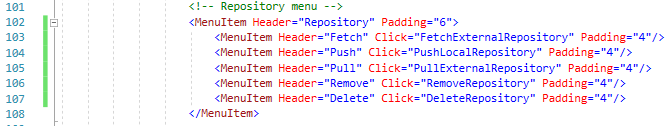 101 <!-- Repository menu -->
102 <MenuItem Header="Repository" Padding="6">
103 <MenuItem Header="Fetch" Click="FetchExternalRepository" Padding="4"/>
104 <MenuItem Header="Push" Click="PushLocalRepository" Padding="4"/>
105 <MenuItem Header="Pull" Click="PullExternalRepository" Padding="4"/>
106 <MenuItem Header="Remove" Click="RemoveRepository" Padding="4"/>
107 <MenuItem Header="Delete" Click="DeleteRepository" Padding="4"/>
108 </MenuItem>